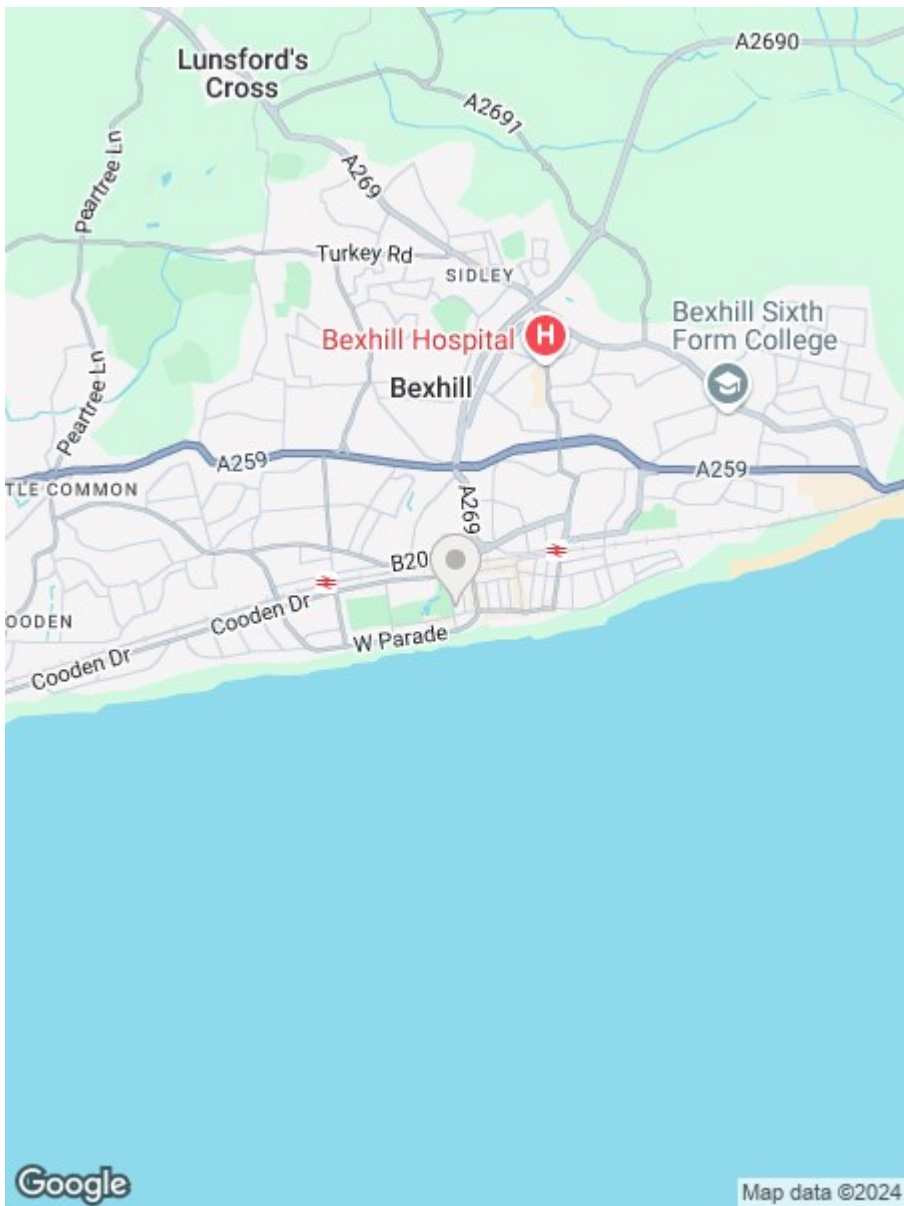 A2690
Lunsford's
Cross
A2691
Peartree Ln
A269
Turkey Rd
SIDLEY
Bexhill Hospital
H
Bexhill Sixth
Form College
Peartree Ln
Bexhill
A259
A259
TLE COMMON
A269
B20
OODEN
Cooden Dr
W Parade
Cooden Dr
Google
Map data ©2024